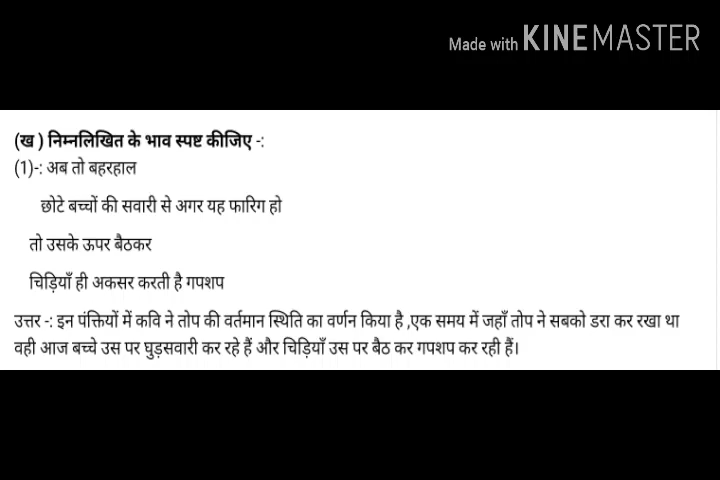 Made with KINEMASTER
(ख ) निम्नलिखित के भाव स्पष्ट कीजिए -:
(1)-: अब तो बहरहाल
छोटे बच्चों की सवारी से अगर यह फारिग हो
तो उसके ऊपर बैठकर
चिड़ियाँ ही अकसर करती है गपशप
उत्तर -: इन पंक्तियों में कवि ने तोप की वर्तमान स्थिति का वर्णन किया है ,एक समय में जहाँ तोप ने सबको डरा कर रखा था
वही आज बच्चे उस पर घुड़सवारी कर रहे हैं और चिड़ियाँ उस पर बैठ कर गपशप कर रही हैं।